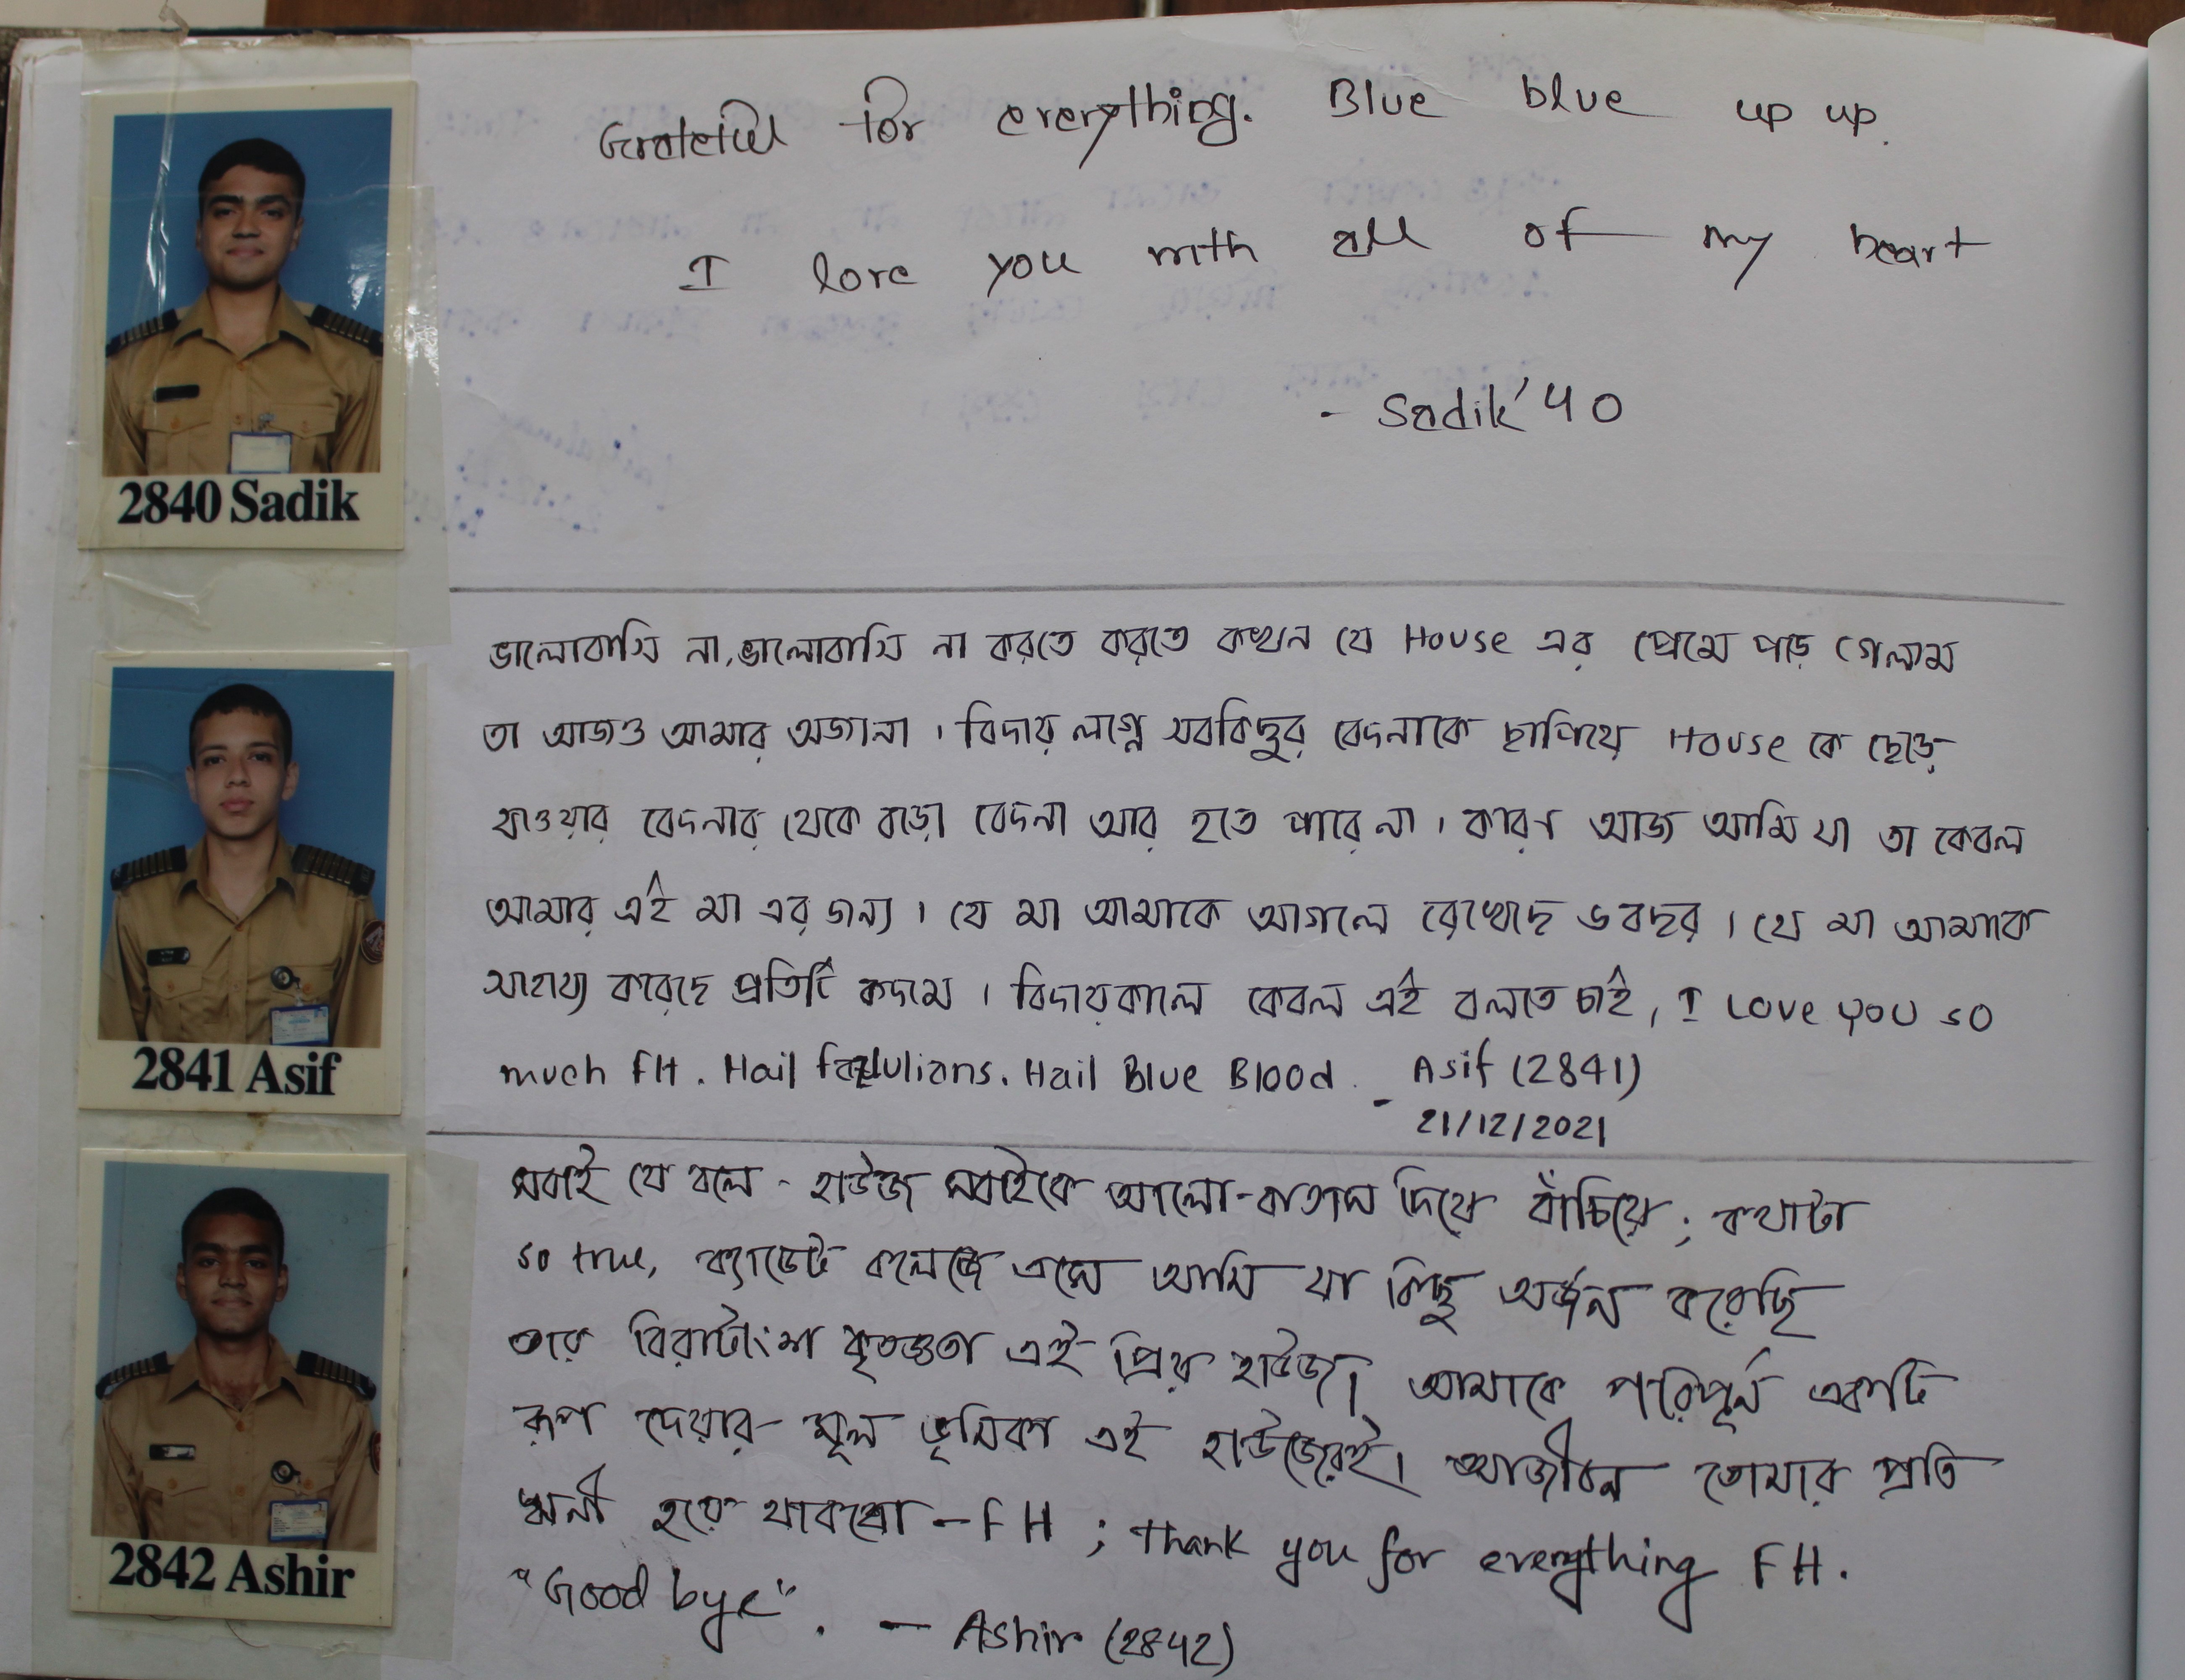 Grateful for everything. Blue blue up up.
I love you with all of my heart
- Sadik'40
2840 Sadik
ভালোবাসি না, ভালোবাসি না করতে করতে কখন যে House এর প্রেমে পড়ে গেলাম
তা আজও আমার অজানা। বিদায় লগ্নে সবকিছুর বেদনাকে ছাপিয়ে House কে ছেড়ে
যাওয়ার বেদনার থেকে বড়ো বেদনা আর হতে পারে না। কারণ আজ আমি যা তা কেবল
আমার এই মা এর জন্য। যে মা আমাকে আগলে রেখেছে ৬ বছর। যে মা আমাকে
সাহায্য করেছে প্রতিটি কদমে। বিদায়কালে কেবল এই বলতে চাই, I Love you so
much FH. Hail fazlulians. Hail Blue Blood. - Asif (2841)
21/12/2021
2841 Asif
সবাই যে বলে - হাউজ সবাইকে আলো-বাতাস দিয়ে বাঁচিয়ে; কথাটা
so true, ক্যাডেট কলেজে এসে আমি যা কিছু অর্জন করেছি
তার বিরাটাংশ কৃতজ্ঞতা এই প্রিয় হাউজ। আমাকে পরিপূর্ন একটি
রূপ দেয়ার মূল ভূমিকা এই হাউজেরই। আজীবন তোমার প্রতি
ঋনী হয়ে থাকবো - FH; thank you for everything FH.
"Good bye". - Ashir (2842)
2842 Ashir